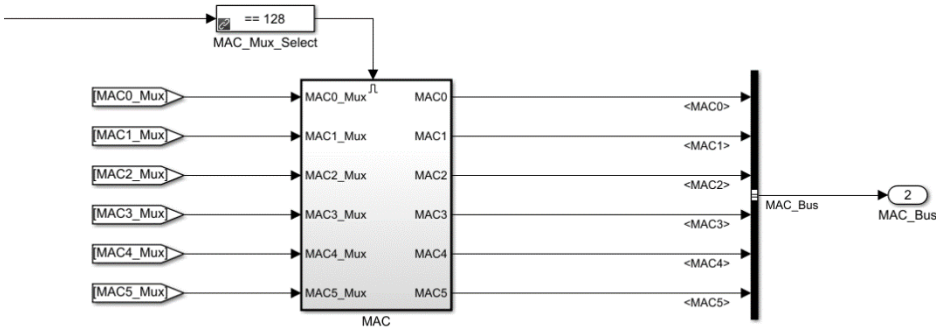 == 128
MAC_Mux_Select
[MAC0_Mux] MAC0_Mux MAC0 <MAC0>
[MAC1_Mux] MAC1_Mux MAC1 <MAC1>
[MAC2_Mux] MAC2_Mux MAC2 <MAC2>
MAC_Bus 2
MAC_Bus
[MAC3_Mux] MAC3_Mux MAC3 <MAC3>
[MAC4_Mux] MAC4_Mux MAC4 <MAC4>
[MAC5_Mux] MAC5_Mux MAC5 <MAC5>
MAC